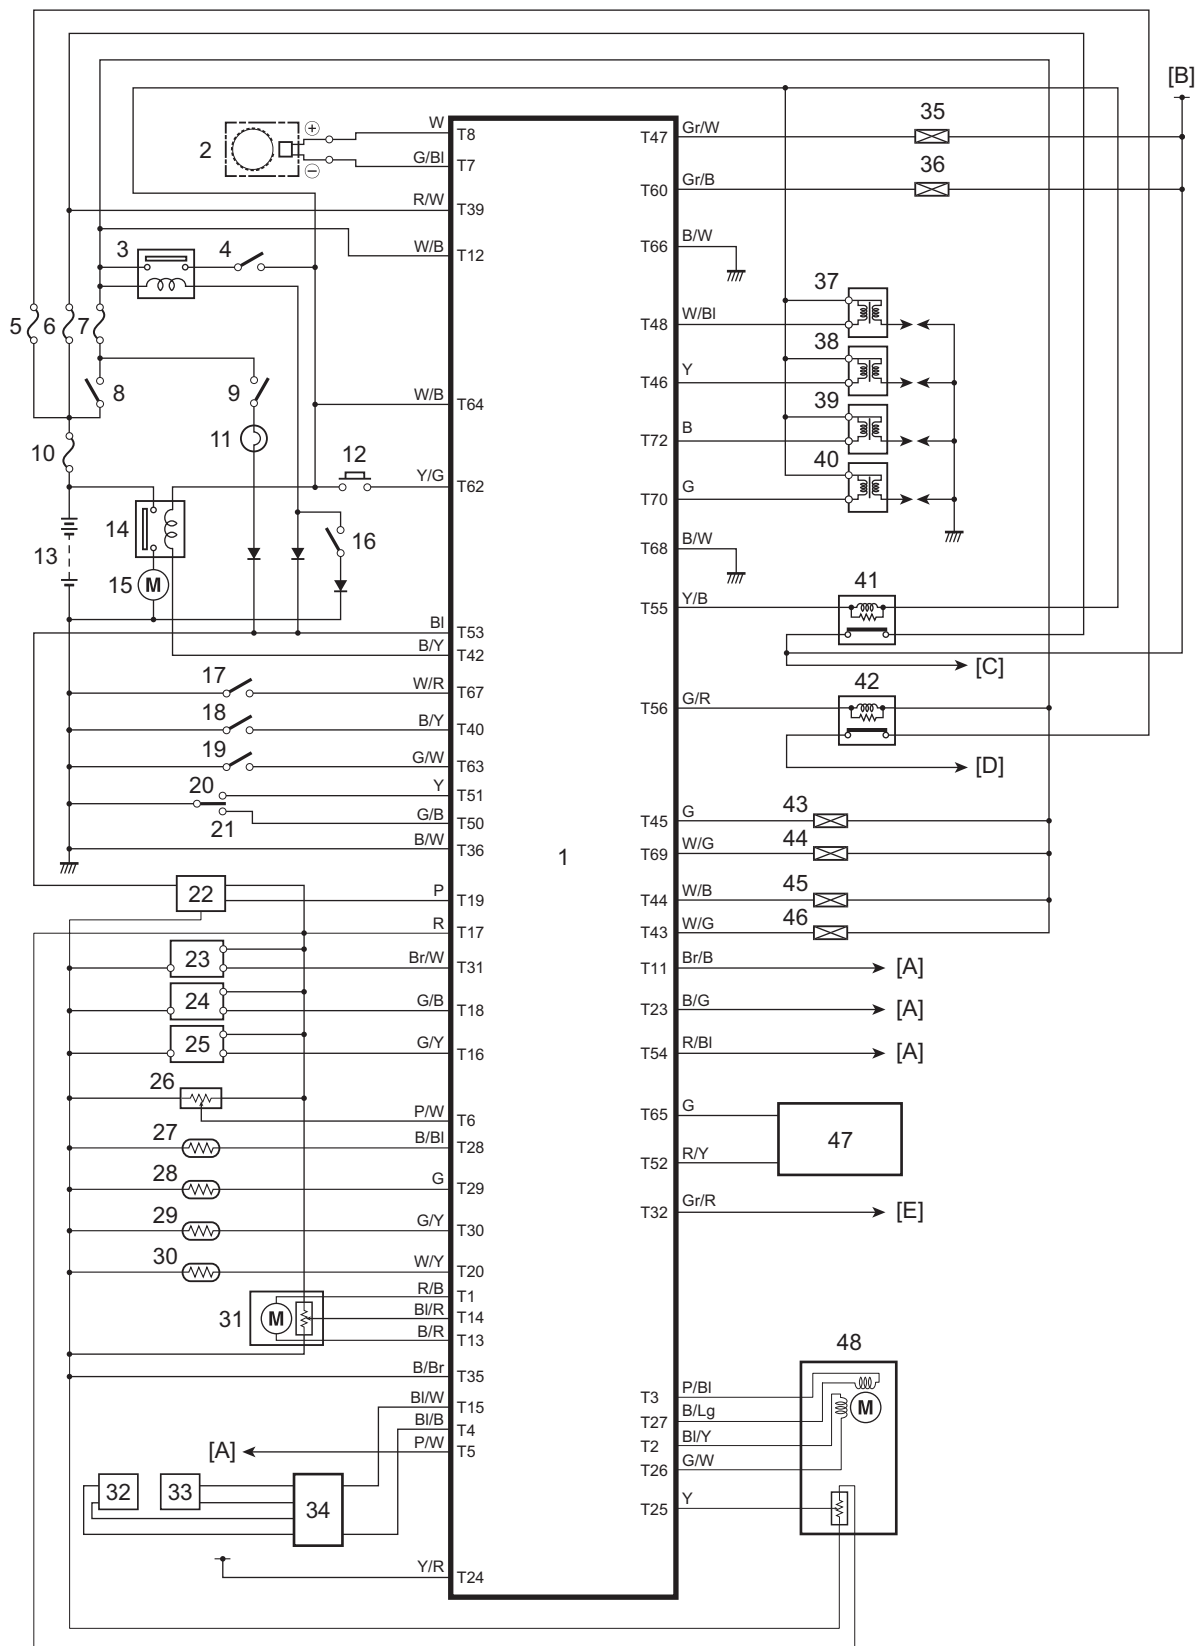 [B]
35
W
T8
T47
Gr/W
2
+
−
G/Bl
T7
36
T60
Gr/B
R/W
T39
3
4
W/B
T12
T66
B/W
37
5
6
7
T48
W/Bl
38
8
9
T46
Y
39
W/B
T64
11
T72
B
40
10
12
Y/G
T62
T70
G
14
16
T68
B/W
13
15
M
41
T55
Y/B
Bl
T53
B/Y
T42
[C]
17
W/R
T67
42
T56
G/R
18
B/Y
T40
19
G/W
T63
[D]
20
Y
T51
43
21
G/B
T50
T45
G
44
B/W
T36
1
T69
W/G
45
22
P
T19
T44
W/B
46
R
T17
T43
W/G
23
Br/W
T31
T11
Br/B
[A]
24
G/B
T18
T23
B/G
[A]
25
G/Y
T16
T54
R/Bl
[A]
26
P/W
T6
T65
G
47
27
B/Bl
T28
T52
R/Y
28
G
T29
T32
Gr/R
[E]
29
G/Y
T30
30
W/Y
T20
R/B
T1
31
M
Bl/R
T14
B/R
T13
48
B/Br
T35
T3
P/Bl
Bl/W
T15
T27
B/Lg
M
Bl/B
T4
T2
Bl/Y
[A]
P/W
T5
T26
G/W
32
33
34
T25
Y
Y/R
T24